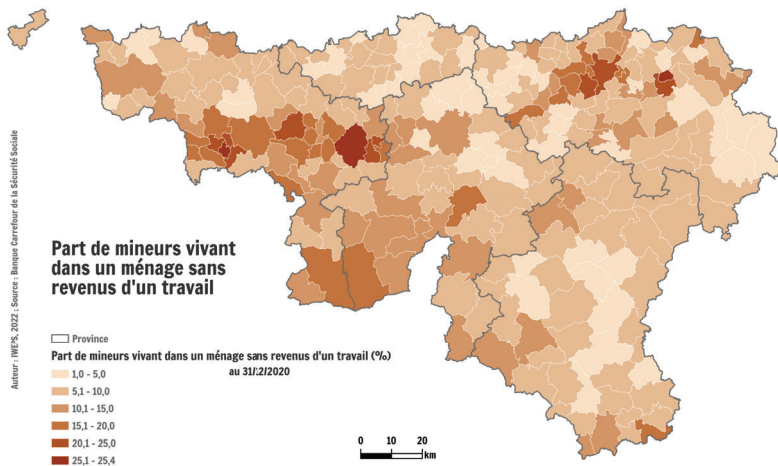 Part de mineurs vivant
dans un ménage sans
revenus d'un travail
Auteur : IWEPS, 2022 ; Source : Banque Carrefour de la Sécurité Sociale
Province
Part de mineurs vivant dans un ménage sans revenus d'un travail (%)
au 31/12/2020
1,0 - 5,0
5,1 - 10,0
10,1 - 15,0
15,1 - 20,0
20,1 - 25,0
25,1 - 25,4
0 10 20
km